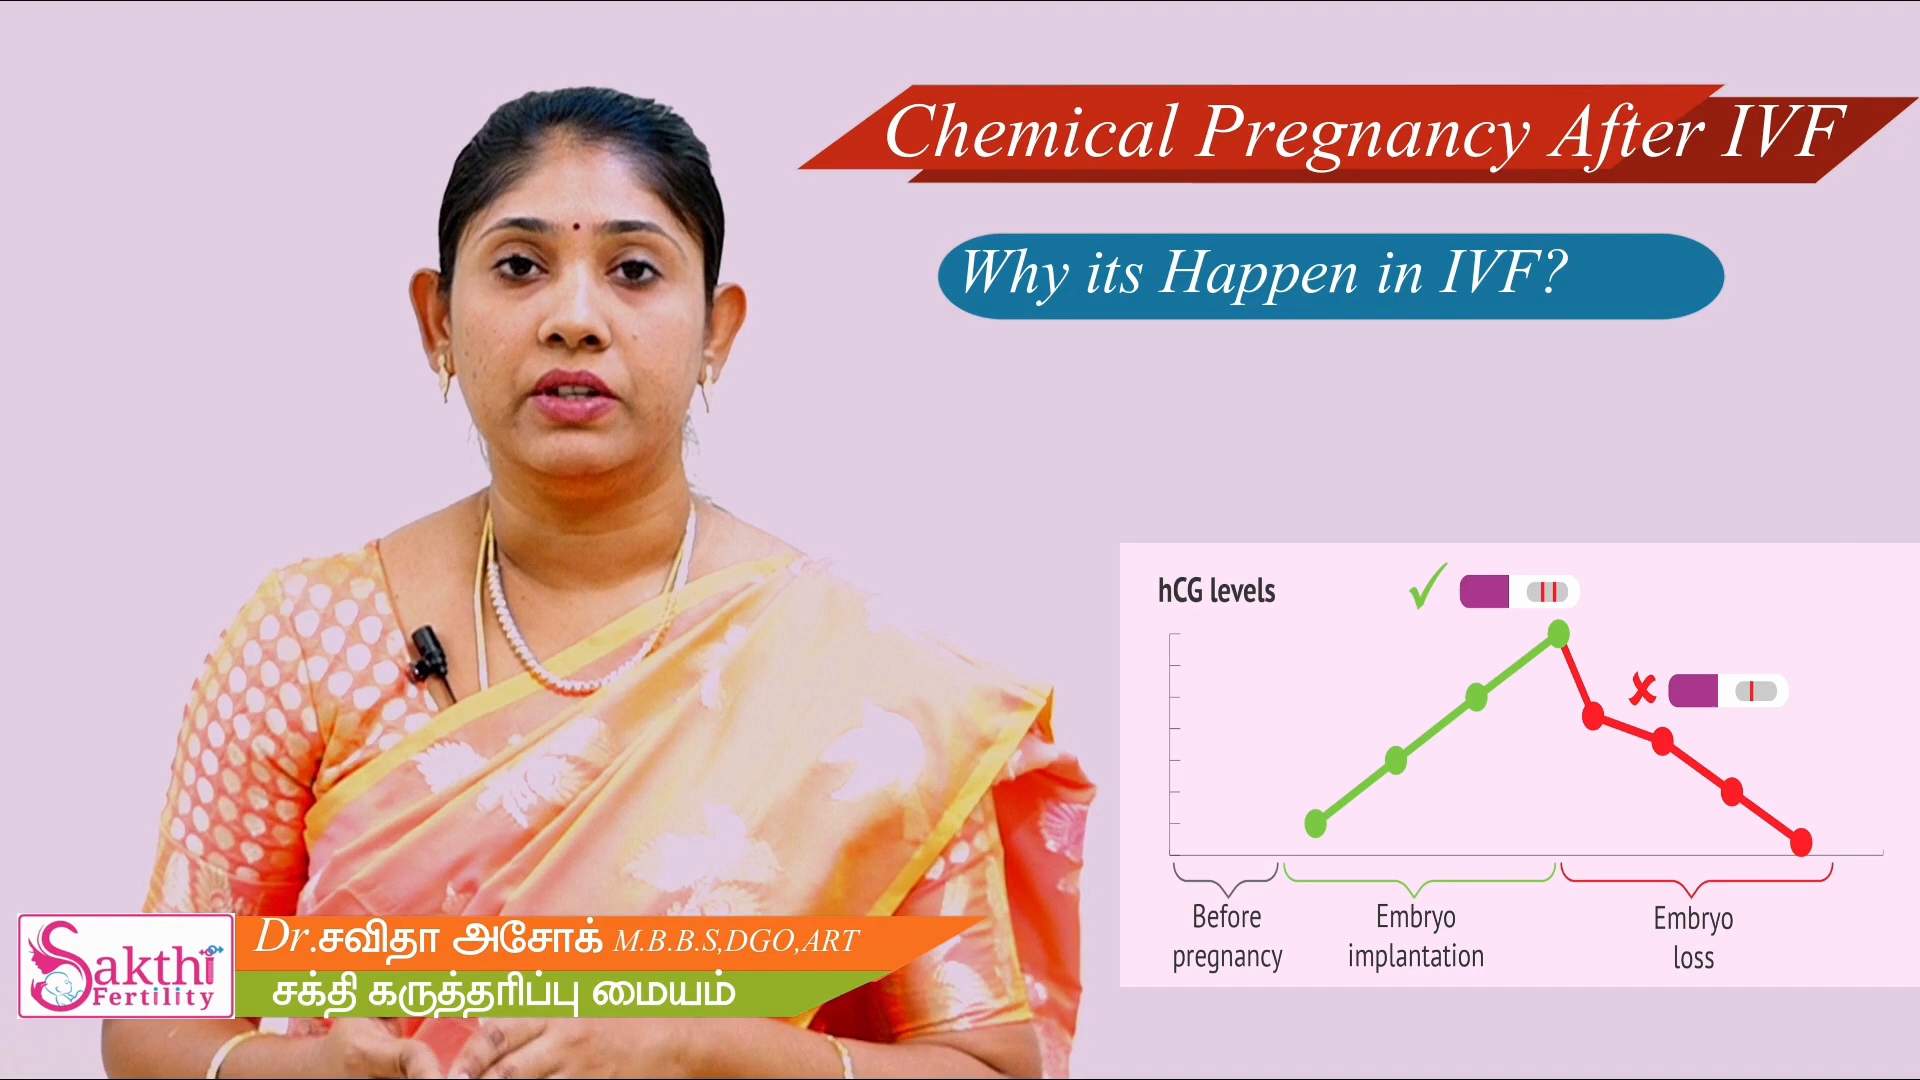 Chemical Pregnancy After IVF
Why its Happen in IVF?
hCG levels
Before
pregnancy
Embryo
implantation
Embryo
loss
Sakthi
Fertility
Dr.சவிதா அசோக் M.B.B.S,DGO,ART
சக்தி கருத்தரிப்பு மையம்